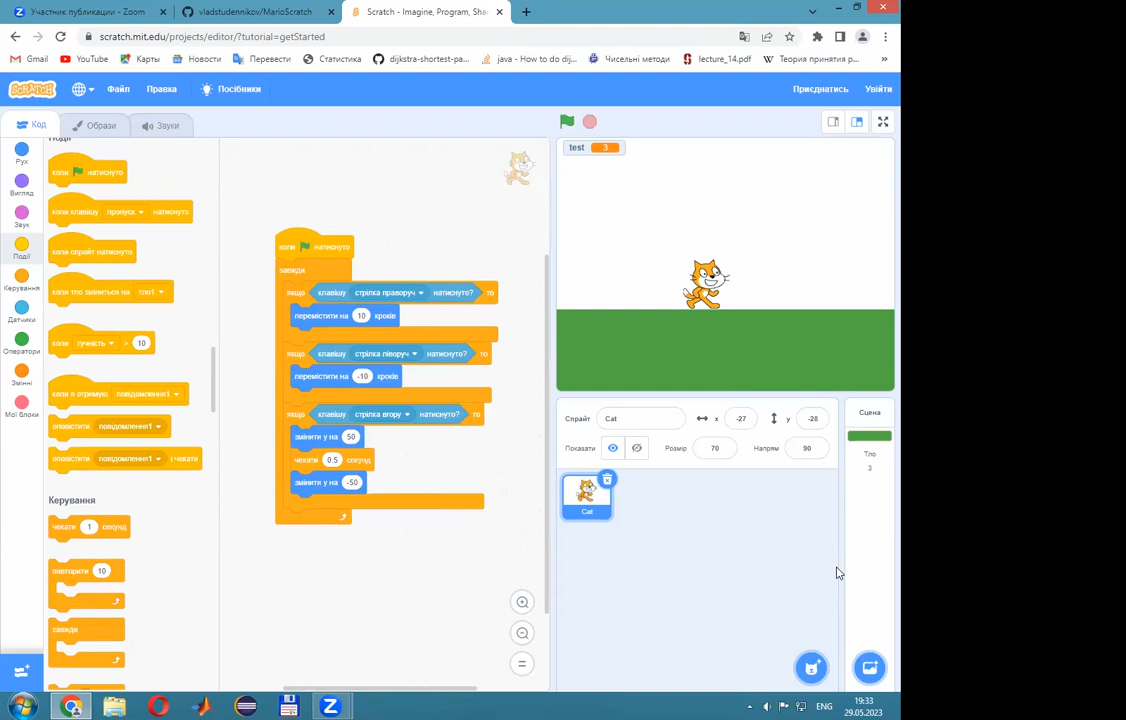 Участник публикации - Zoom
vladstudennikov/MarioScratch
Scratch - Imagine, Program, Sha
scratch.mit.edu/projects/editor/?tutorial=getStarted
Gmail
YouTube
Карты
Новости
Перевести
Статистика
dijkstra-shortest-pa...
java - How to do dij...
Чисельні методи
lecture_14.pdf
Теория принятия р...
SCRATCH
Файл
Правка
Посібники
Приєднатись
Увійти
Код
Образи
Звуки
Рух
Вигляд
Звук
Події
Керування
Датчики
Оператори
Змінні
Мої Блоки
Події
коли натиснуто
коли клавішу пропуск натиснуто
коли спрайт натиснуто
коли тло зміниться на тло1
коли гучність > 10
коли я отримую повідомлення1
оповістити повідомлення1
оповістити повідомлення1 і чекати
Керування
чекати 1 секунд
повторити 10
завжди
коли натиснуто
завжди
якщо клавішу стрілка праворуч натиснуто? то
перемістити на 10 кроків
якщо клавішу стрілка ліворуч натиснуто? то
перемістити на -10 кроків
якщо клавішу стрілка вгору натиснуто? то
змінити y на 50
чекати 0.5 секунд
змінити y на -50
test 3
Спрайт Cat x -27 y -28
Показати Розмір 70 Напрям 90
Cat
Сцена
Тло
3
ENG
19:33
29.05.2023